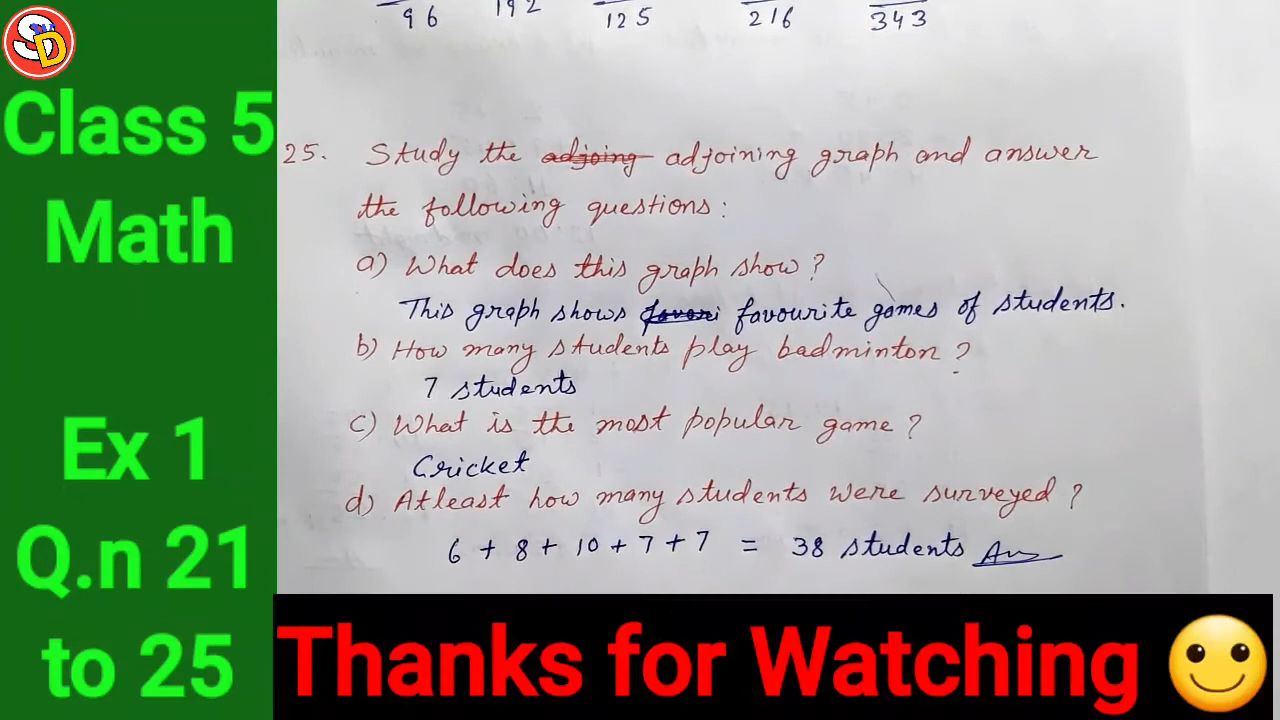 SD
Class 5
Math
Ex 1
Q.n 21
to 25
96 192 125 216 343
25. Study the adjoing adjoining graph and answer
the following questions:
a) What does this graph show?
This graph shows favouri favourite games of students.
b) How many students play badminton?
7 students
c) What is the most popular game?
Cricket
d) Atleast how many students were surveyed?
6 + 8 + 10 + 7 + 7 = 38 students Ans
Thanks for Watching